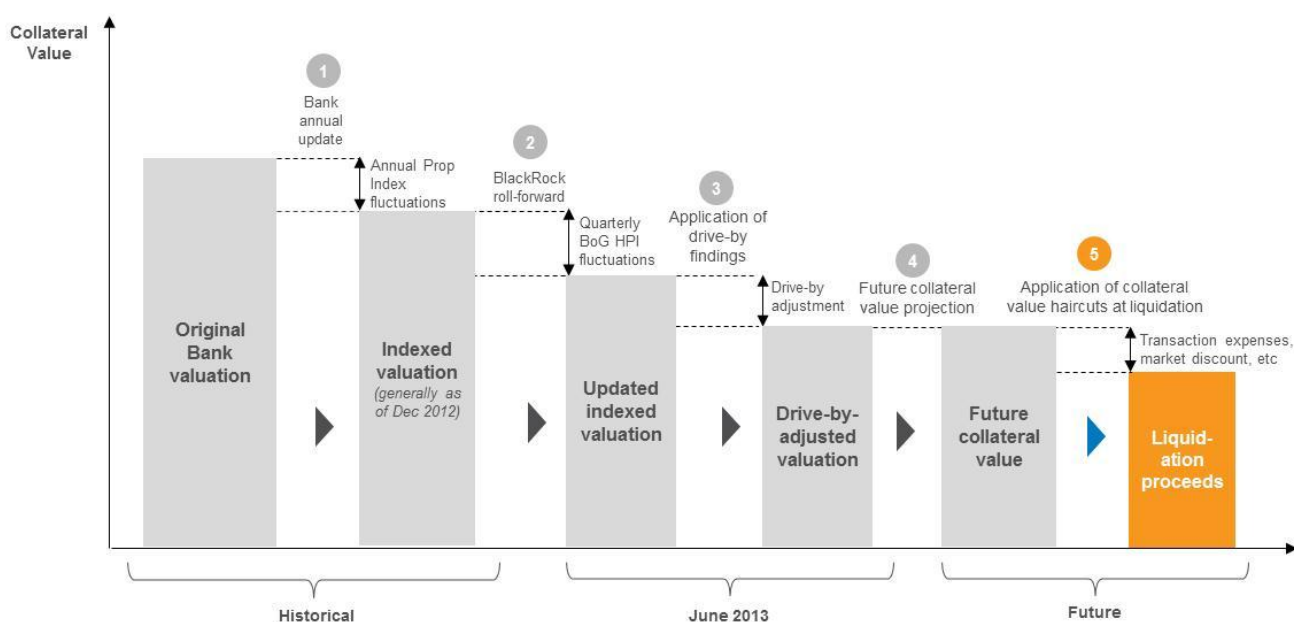 Collateral
Value
1
Bank
annual
update
Annual Prop
Index
fluctuations
2
BlackRock
roll-forward
Quarterly
BoG HPI
fluctuations
3
Application of
drive-by
findings
Drive-by
adjustment
4
Future collateral
value projection
5
Application of collateral
value haircuts at liquidation
Transaction expenses,
market discount, etc
Original
Bank
valuation
Indexed
valuation
(generally as
of Dec 2012)
Updated
indexed
valuation
Drive-by-
adjusted
valuation
Future
collateral
value
Liquid-
ation
proceeds
Historical
June 2013
Future